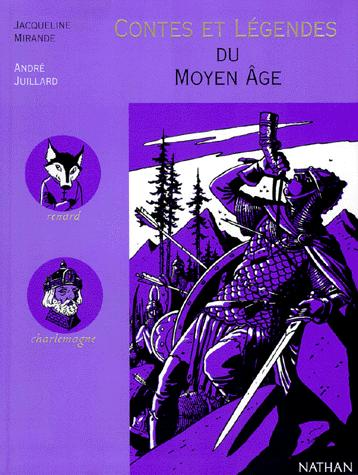 JACQUELINE
MIRANDE
ANDRÉ
JUILLARD
CONTES ET LÉGENDES
DU
MOYEN ÂGE
renard
charlemagne
NATHAN